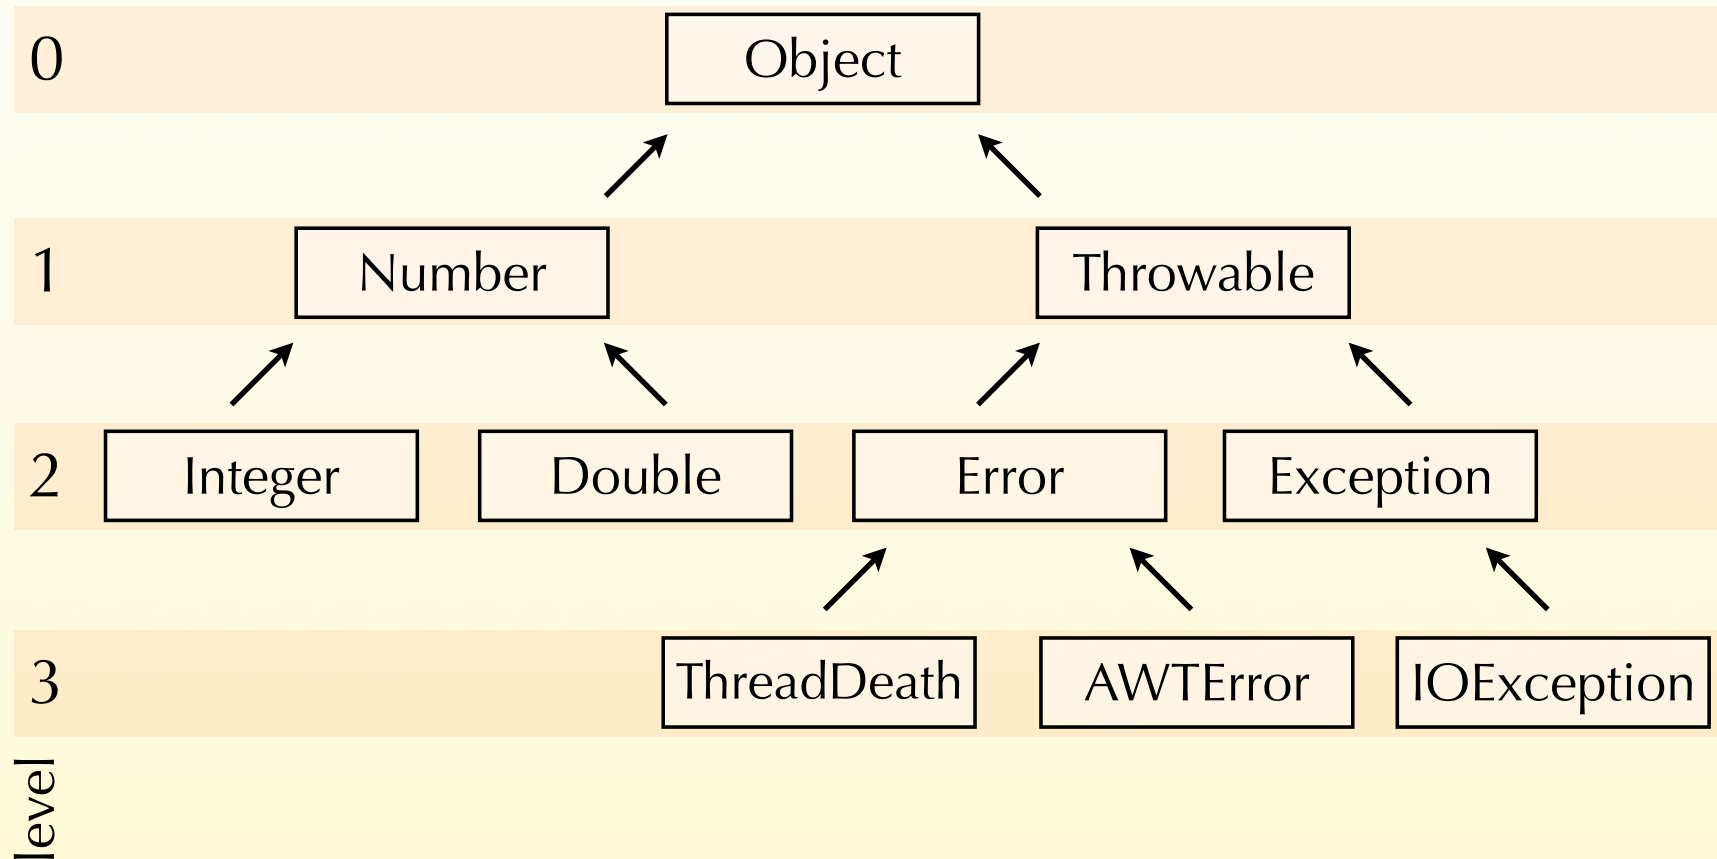 0
Object
1
Number
Throwable
2
Integer
Double
Error
Exception
3
ThreadDeath
AWTError
IOException
level